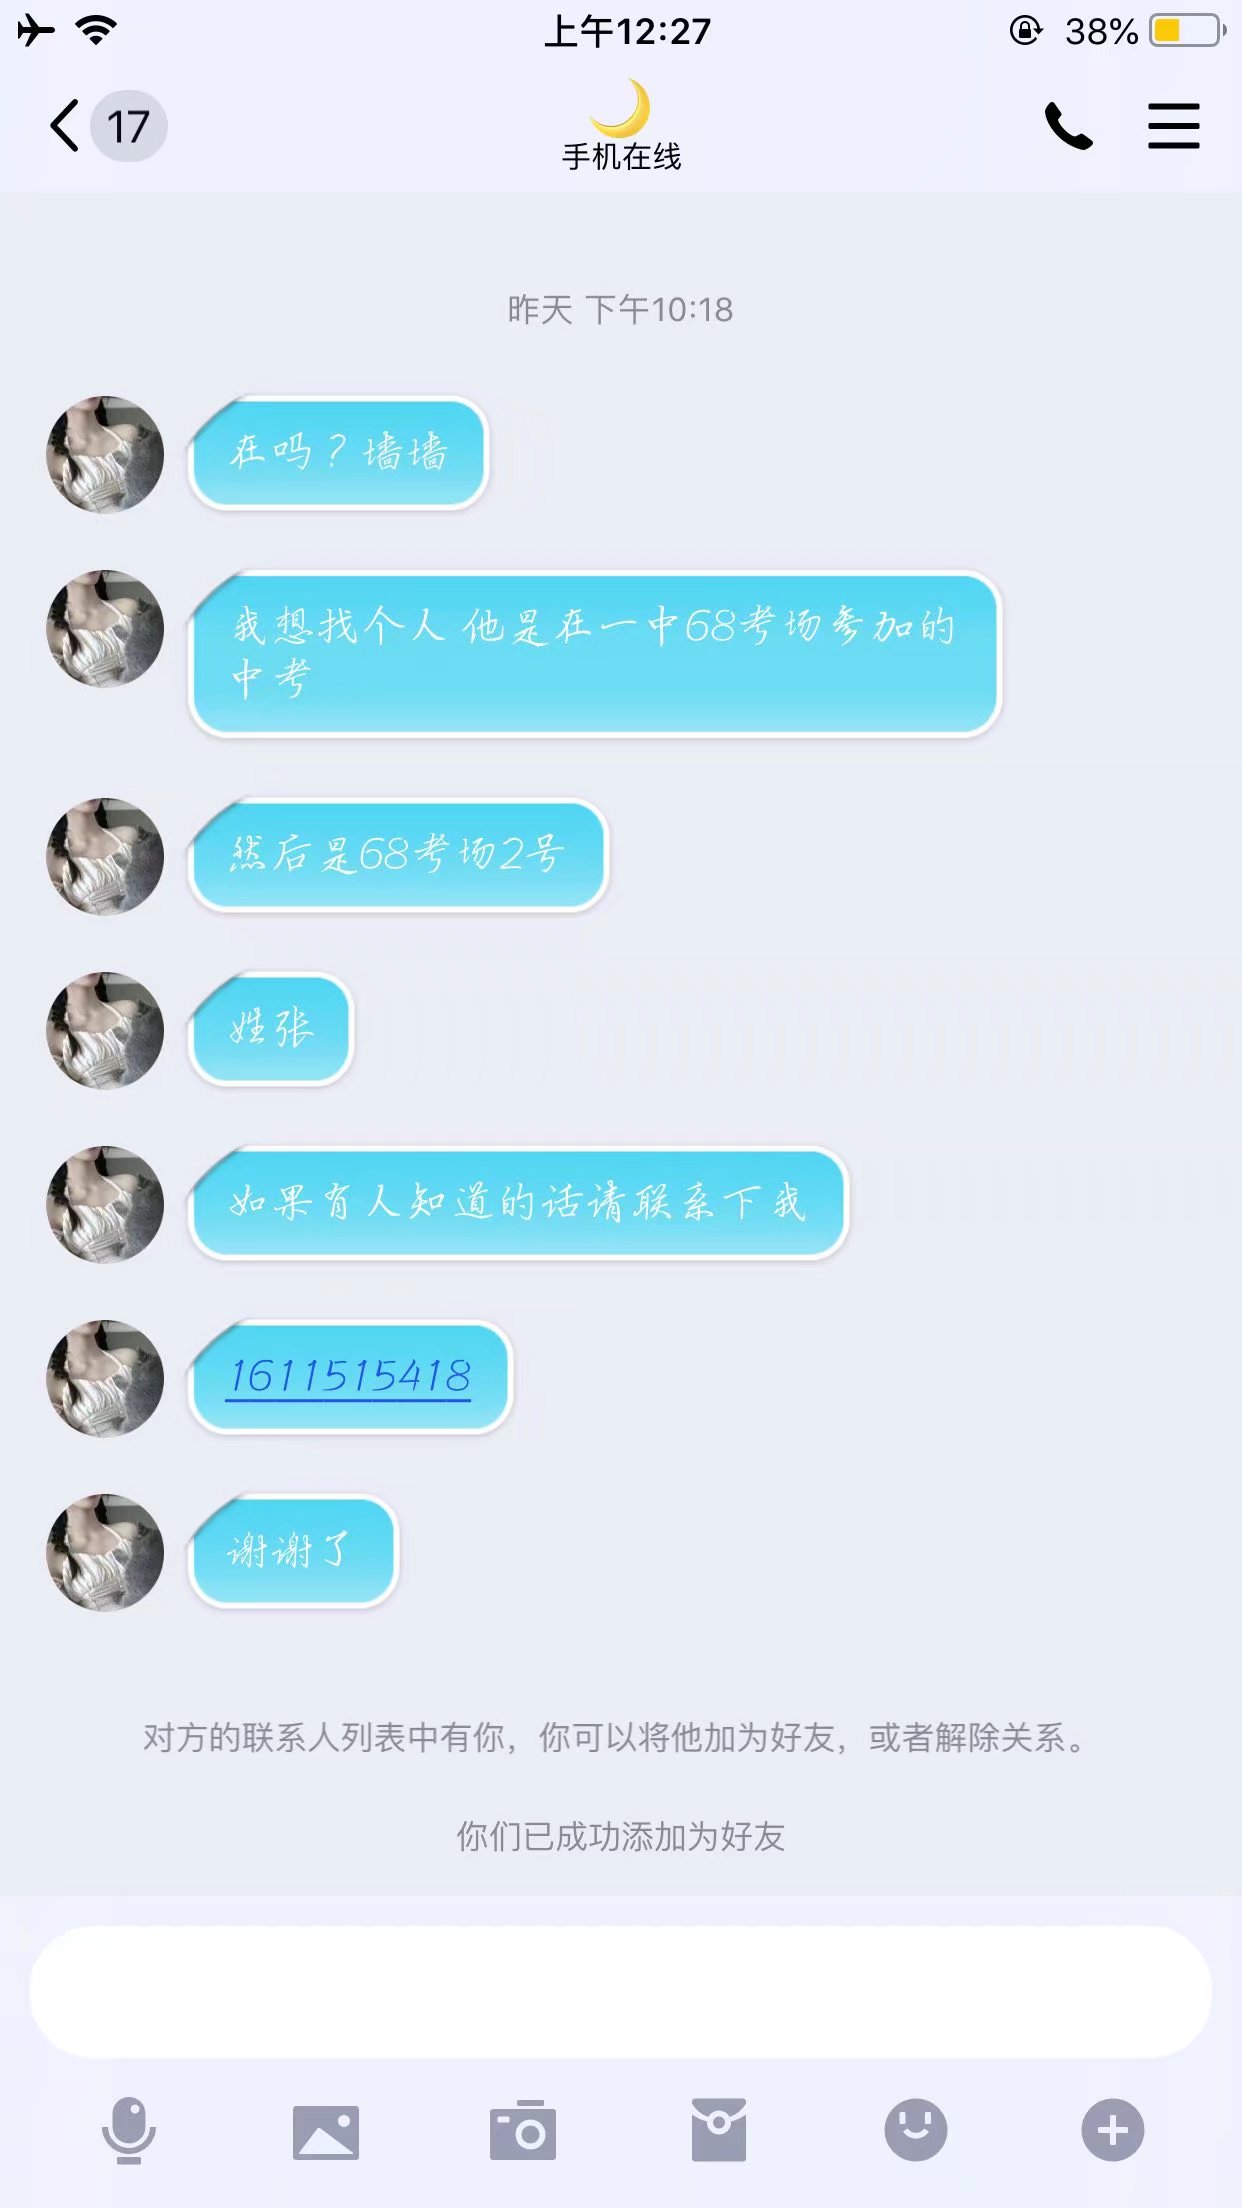 上午12:27
38%
17
手机在线
昨天 下午10:18
在吗？墙墙
我想找个人 他是在一中68考场参加的
中考
然后是68考场2号
姓张
如果有人知道的话请联系下我
1611515418
谢谢了
对方的联系人列表中有你，你可以将他加为好友，或者解除关系。
你们已成功添加为好友